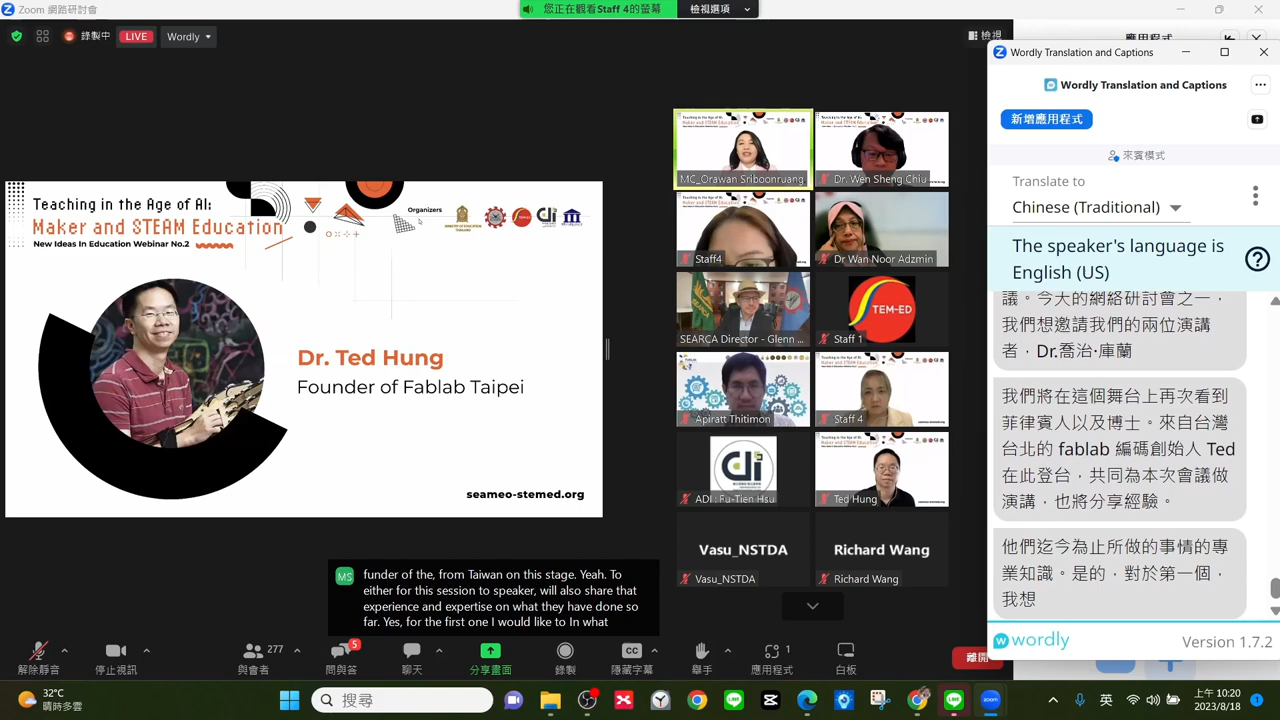 Zoom 網路研討會
您正在觀看Staff 4的螢幕
檢視選項
錄製中
LIVE
Wordly
檢視
應用程式
Teaching in the Age of AI:
Maker and STEAM Education
New Ideas In Education Webinar No.2
Organizers
MINISTRY OF EDUCATION
THAILAND
Dr. Ted Hung
Founder of Fablab Taipei
seameo-stemed.org
MC_Orawan Sriboonruang
Dr. Wen Sheng Chiu
Staff4
Dr Wan Noor Adzmin
SEARCA Director - Glenn ...
TEM-ED
Staff 1
Apiratt Thitimon
Staff 4
ADI : Fu-Tien Hsu
Ted Hung
Vasu_NSTDA
Vasu_NSTDA
Richard Wang
Richard Wang
MS
funder of the, from Taiwan on this stage. Yeah. To
either for this session to speaker, will also share that
experience and expertise on what they have done so
far. Yes, for the first one I would like to In what
解除靜音
停止視訊
277
與會者
5
問與答
聊天
分享畫面
錄製
CC
隱藏字幕
舉手
1
應用程式
白板
離開
Wordly Translation and Captions
Wordly Translation and Captions
新增應用程式
來賓模式
Translate to
Chinese (Traditional)
The speaker's language is
English (US)
議。今天的網絡研討會之一，
我們想邀請我們的兩位演講
者，Dr.喬治.庫蘭
我們將在這個舞台上再次看到
菲律賓人以及博士。來自台灣
台北的 fablab 編碼創始人 Ted
在此登台，共同為本次會議做
演講，也將分享經驗。
他們迄今為止所做的事情的專
業知識。是的，對於第一個，
我想
wordly
Version 1.7.2
32°C
晴時多雲
搜尋
英
上午 10:20
2023/8/18